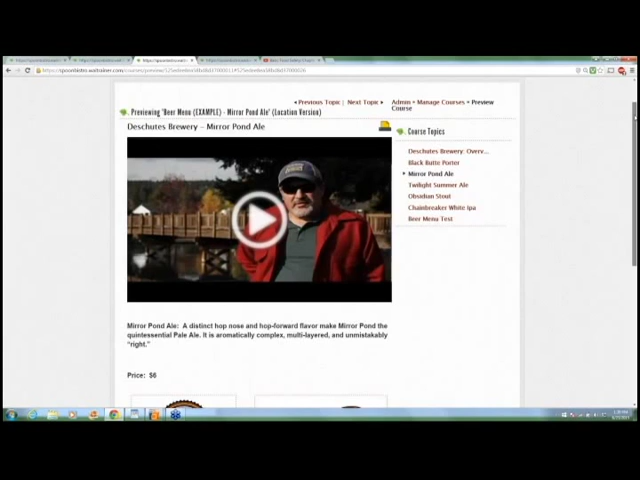 Previous Topic | Next Topic
Admin
Manage Courses
Preview Course
Previewing 'Beer Menu (EXAMPLE) - Mirror Pond Ale' (Location Version)
Deschutes Brewery – Mirror Pond Ale
Course Topics
Deschutes Brewery: Overv...
Black Butte Porter
Mirror Pond Ale
Twilight Summer Ale
Obsidian Stout
Chainbreaker White Ipa
Beer Menu Test
Mirror Pond Ale: A distinct hop nose and hop-forward flavor make Mirror Pond the
quintessential Pale Ale. It is aromatically complex, multi-layered, and unmistakably
“right.”
Price: $6